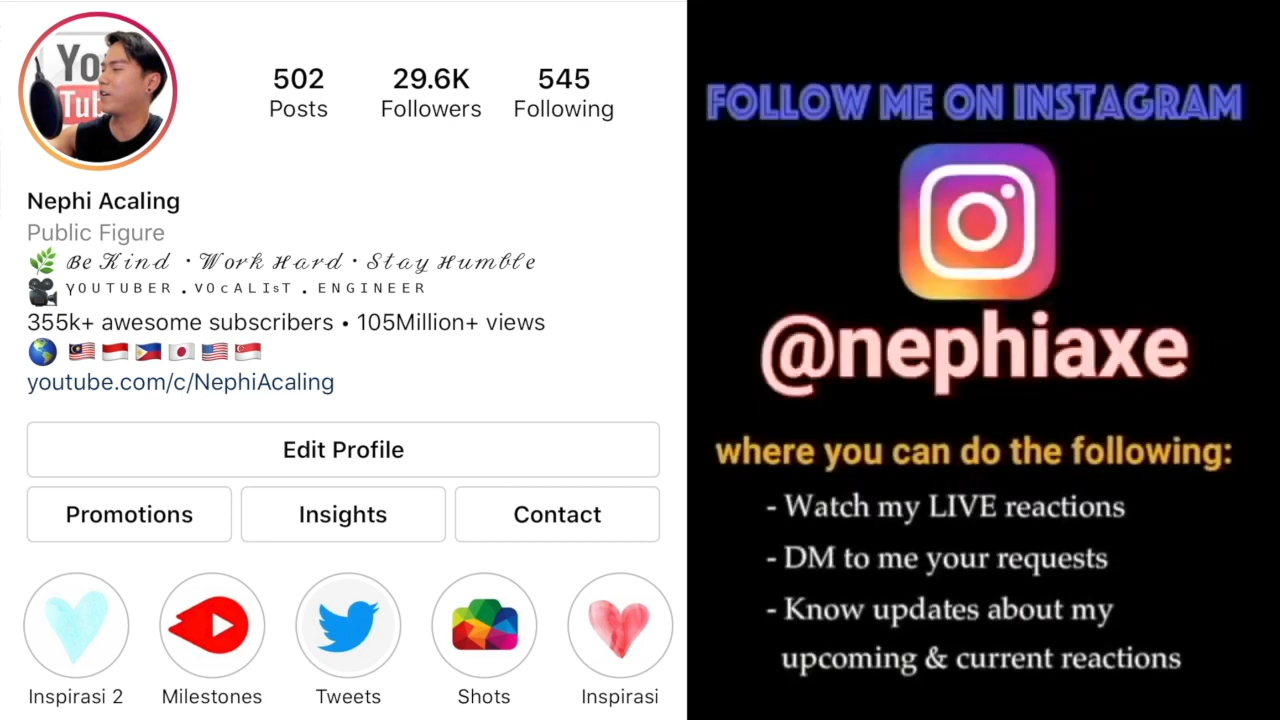 You
Tub
502
Posts
29.6K
Followers
545
Following
Nephi Acaling
Public Figure
🌿 𝓑𝑒 𝒦𝒾𝓃𝒹 · 𝒲𝑜𝓇𝓀 𝐻𝒶𝓇𝒹 · 𝒮𝓉𝒶𝓎 𝐻𝓊𝓂𝒷𝓁𝑒
🎥 YOUTUBER . VOCALIST . ENGINEER
355k+ awesome subscribers • 105Million+ views
🌎 🇲🇾 🇮🇩 🇵🇭 🇯🇵 🇺🇸 🇸🇬
youtube.com/c/NephiAcaling
Edit Profile
Promotions
Insights
Contact
Inspirasi 2
Milestones
Tweets
Shots
Inspirasi
FOLLOW ME ON INSTAGRAM
@nephiaxe
where you can do the following:
- Watch my LIVE reactions
- DM to me your requests
- Know updates about my
upcoming & current reactions